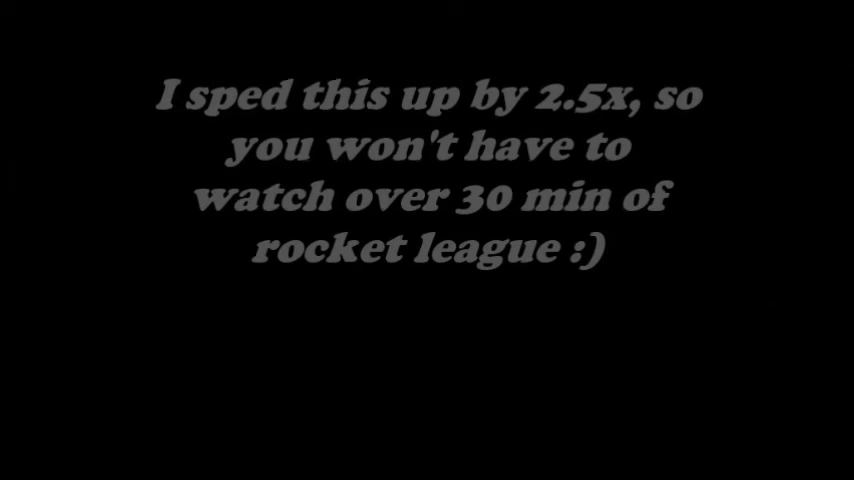 I sped this up by 2.5x, so
you won't have to
watch over 30 min of
rocket league :)